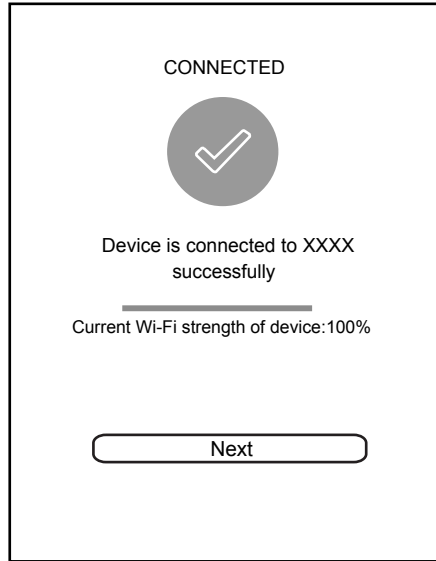 CONNECTED
Device is connected to XXXX
successfully
Current Wi-Fi strength of device:100%
Next